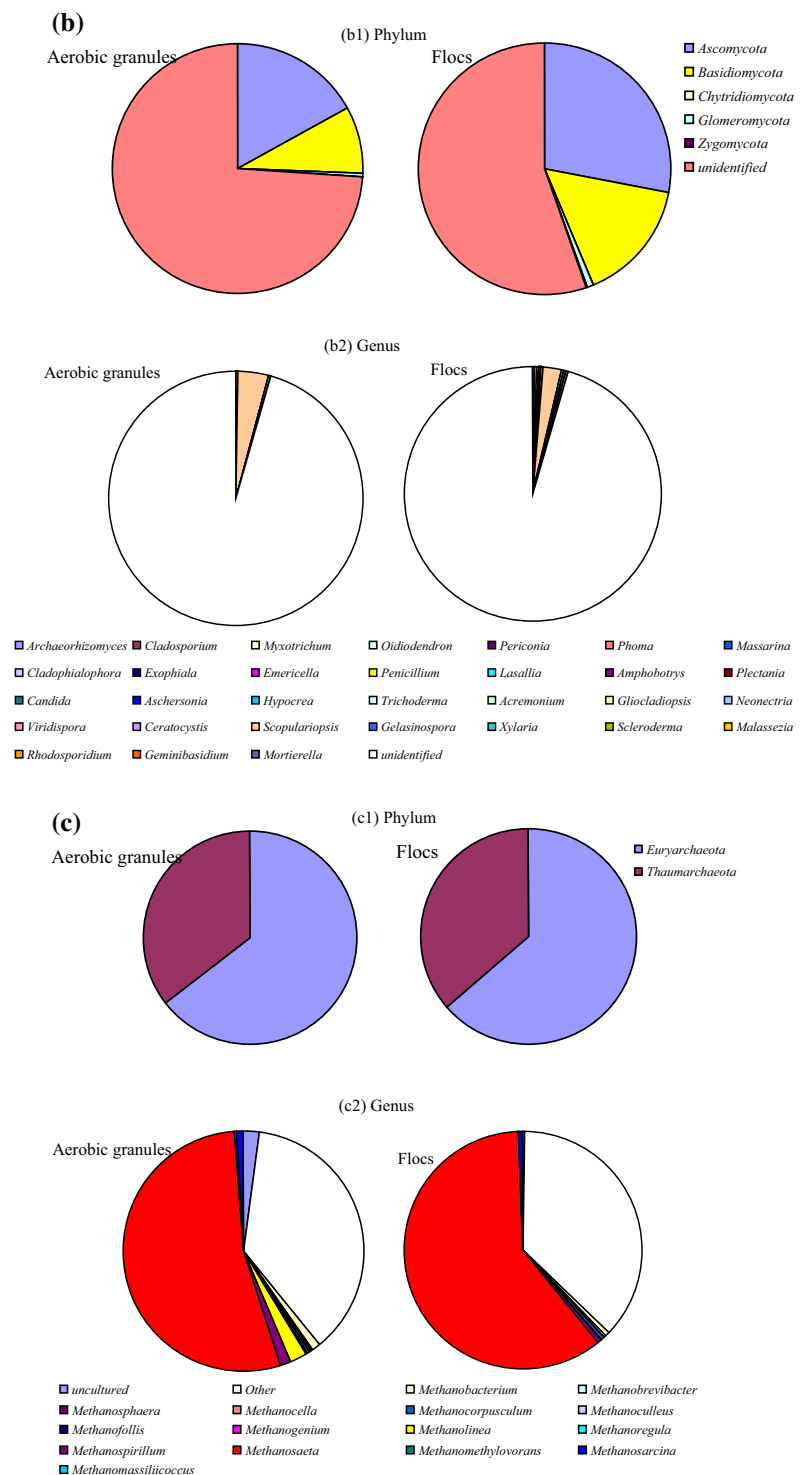 (b)
(b1) Phylum
Aerobic granules
Flocs
Ascomycota
Basidiomycota
Chytridiomycota
Glomeromycota
Zygomycota
unidentified
(b2) Genus
Aerobic granules
Flocs
Archaeorhizomyces Cladosporium Myxotrichum Oidiodendron Periconia Phoma Massarina
Cladophialophora Exophiala Emericella Penicillium Lasallia Amphobotrys Plectania
Candida Aschersonia Hypocrea Trichoderma Acremonium Gliocladiopsis Neonectria
Viridispora Ceratocystis Scopulariopsis Gelasinospora Xylaria Scleroderma Malassezia
Rhodosporidium Geminibasidium Mortierella unidentified
(c)
(c1) Phylum
Aerobic granules
Flocs
Euryarchaeota
Thaumarchaeota
(c2) Genus
Aerobic granules
Flocs
uncultured Other Methanobacterium Methanobrevibacter
Methanosphaera Methanocella Methanocorpusculum Methanoculleus
Methanofollis Methanogenium Methanolinea Methanoregula
Methanospirillum Methanosaeta Methanomethylovorans Methanosarcina
Methanomassiliicoccus